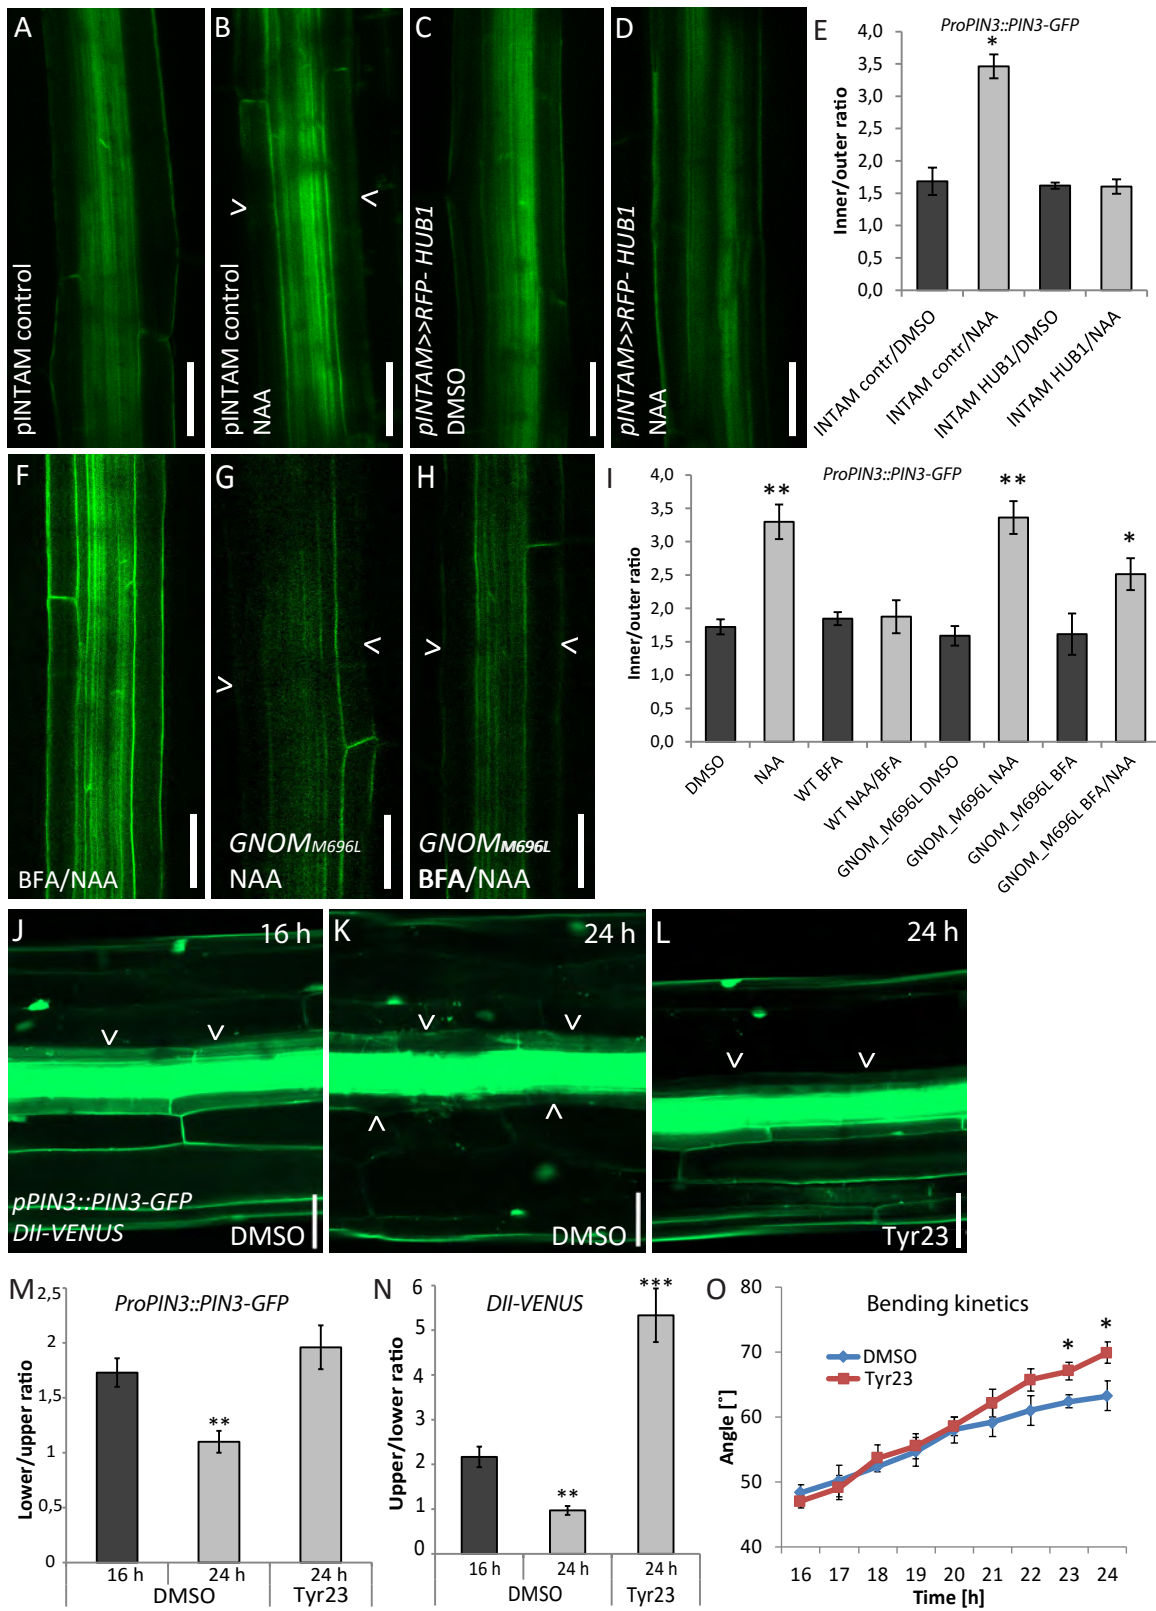 A
pINTAM control
B
pINTAM control
NAA
>
<
C
pINTAM>>RFP- HUB1
DMSO
D
pINTAM>>RFP- HUB1
NAA
E
ProPIN3::PIN3-GFP
Inner/outer ratio
4,0
3,5
3,0
2,5
2,0
1,5
1,0
0,5
0,0
*
INTAM contr/DMSO
INTAM contr/NAA
INTAM HUB1/DMSO
INTAM HUB1/NAA
F
BFA/NAA
G
<
>
GNOM M696L
NAA
H
>
<
GNOM M696L
BFA/NAA
I
ProPIN3::PIN3-GFP
Inner/outer ratio
4,0
3,5
3,0
2,5
2,0
1,5
1,0
0,5
0,0
**
**
*
DMSO
NAA
WT BFA
WT NAA/BFA
GNOM_M696L DMSO
GNOM_M696L NAA
GNOM_M696L BFA
GNOM_M696L BFA/NAA
J
16 h
pPIN3::PIN3-GFP
DII-VENUS
DMSO
K
24 h
DMSO
L
24 h
Tyr23
M
ProPIN3::PIN3-GFP
Lower/upper ratio
2,5
2
1,5
1
0,5
0
**
16 h
24 h
24 h
DMSO
Tyr23
N
DII-VENUS
Upper/lower ratio
6
5
4
3
2
1
0
**
***
16 h
24 h
24 h
DMSO
Tyr23
O
Bending kinetics
DMSO
Tyr23
Angle [°]
80
70
60
50
40
*
*
16 17 18 19 20 21 22 23 24
Time [h]